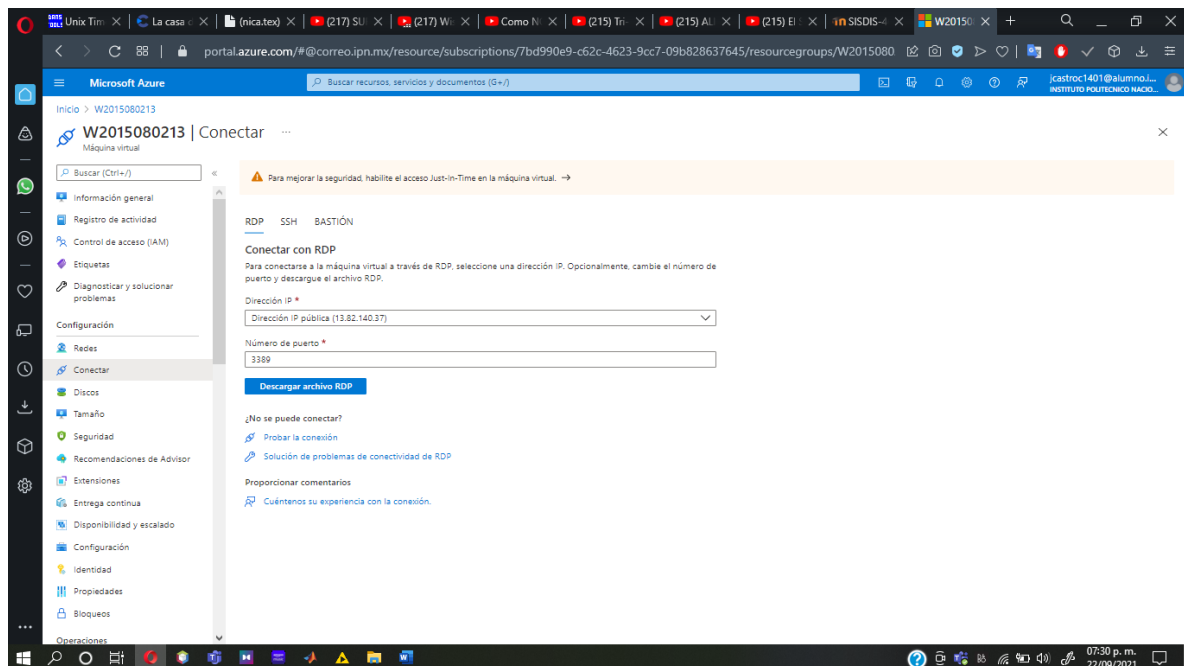 Unix Tim
La casa d
(nica.tex)
(217) SU
(217) Wi
Como N
(215) Tri-
(215) AL
(215) El S
SISDIS-4
W20150
portal.azure.com/#@correo.ipn.mx/resource/subscriptions/7bd990e9-c62c-4623-9cc7-09b828637645/resourcegroups/W2015080
Microsoft Azure
Buscar recursos, servicios y documentos (G+/)
jcastroc1401@alumno.i...
INSTITUTO POLITECNICO NACIO...
Inicio > W2015080213
W2015080213 | Conectar ...
Máquina virtual
Buscar (Ctrl+/)
Información general
Registro de actividad
Control de acceso (IAM)
Etiquetas
Diagnosticar y solucionar
problemas
Configuración
Redes
Conectar
Discos
Tamaño
Seguridad
Recomendaciones de Advisor
Extensiones
Entrega continua
Disponibilidad y escalado
Configuración
Identidad
Propiedades
Bloqueos
Operaciones
Para mejorar la seguridad, habilite el acceso Just-In-Time en la máquina virtual. →
RDP SSH BASTIÓN
Conectar con RDP
Para conectarse a la máquina virtual a través de RDP, seleccione una dirección IP. Opcionalmente, cambie el número de
puerto y descargue el archivo RDP.
Dirección IP *
Dirección IP pública (13.82.140.37)
Número de puerto *
3389
Descargar archivo RDP
¿No se puede conectar?
Probar la conexión
Solución de problemas de conectividad de RDP
Proporcionar comentarios
Cuéntenos su experiencia con la conexión.
07:30 p. m.
22/09/2021